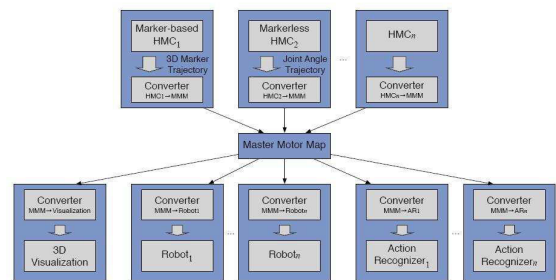 Marker-based
HMC1
3D Marker
Trajectory
Converter
HMC1→MMM
Markerless
HMC2
Joint Angle
Trajectory
Converter
HMC2→MMM
...
HMCn
Converter
HMCn→MMM
Master Motor Map
Converter
MMM→Visualization
3D
Visualization
Converter
MMM→Robot1
Robot1
...
Converter
MMM→Robotn
Robotn
Converter
MMM→AR1
Action
Recognizer1
...
Converter
MMM→ARn
Action
Recognizern